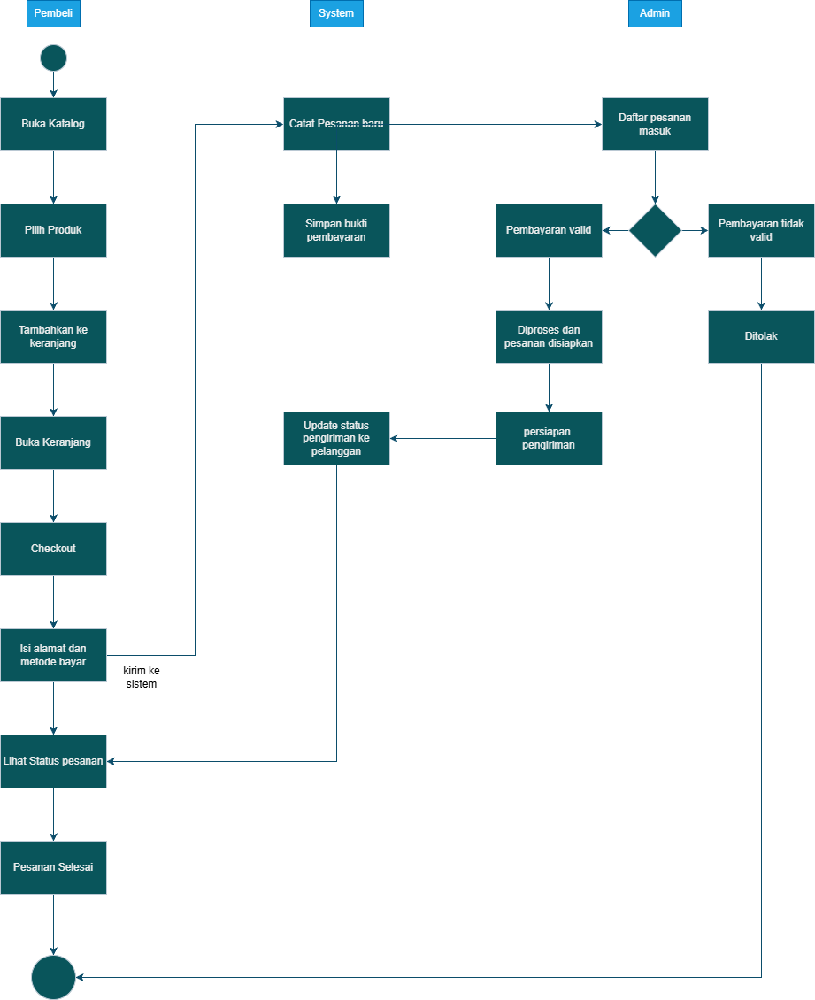 Pembeli
System
Admin
Buka Katalog
Catat Pesanan baru
Daftar pesanan
masuk
Pilih Produk
Simpan bukti
pembayaran
Pembayaran valid
Pembayaran tidak
valid
Tambahkan ke
keranjang
Diproses dan
pesanan disiapkan
Ditolak
Buka Keranjang
Update status
pengiriman ke
pelanggan
persiapan
pengiriman
Checkout
Isi alamat dan
metode bayar
kirim ke
sistem
Lihat Status pesanan
Pesanan Selesai